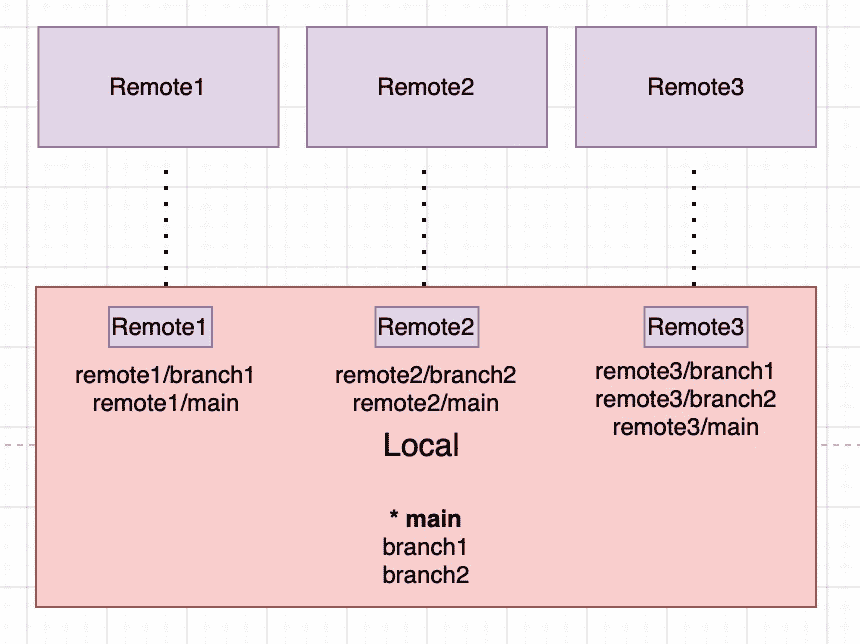 Remote1
Remote2
Remote3
Remote1
Remote2
Remote3
remote1/branch1
remote1/main
remote2/branch2
remote2/main
remote3/branch1
remote3/branch2
remote3/main
Local
* main
branch1
branch2